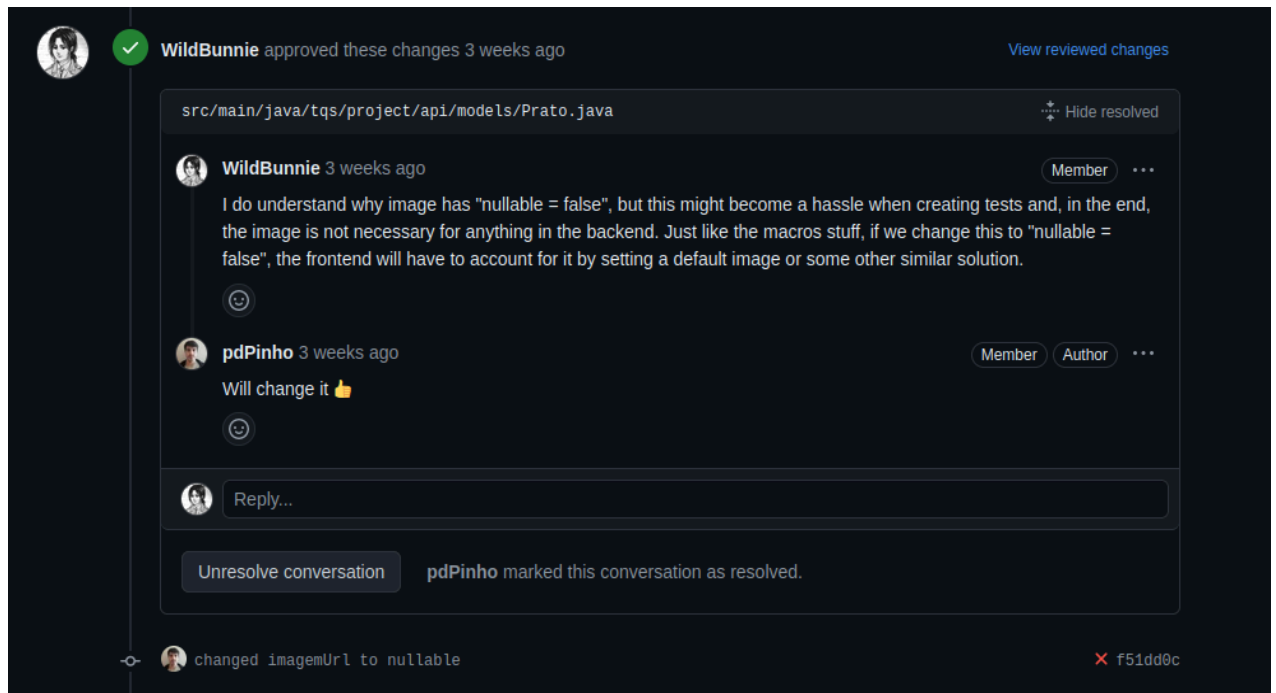 WildBunnie approved these changes 3 weeks ago
View reviewed changes
src/main/java/tqs/project/api/models/Prato.java
Hide resolved
WildBunnie 3 weeks ago
Member
I do understand why image has "nullable = false", but this might become a hassle when creating tests and, in the end,
the image is not necessary for anything in the backend. Just like the macros stuff, if we change this to "nullable =
false", the frontend will have to account for it by setting a default image or some other similar solution.
pdPinho 3 weeks ago
Member Author
Will change it 👍
Reply...
Unresolve conversation
pdPinho marked this conversation as resolved.
changed imagemUrl to nullable
f51dd0c